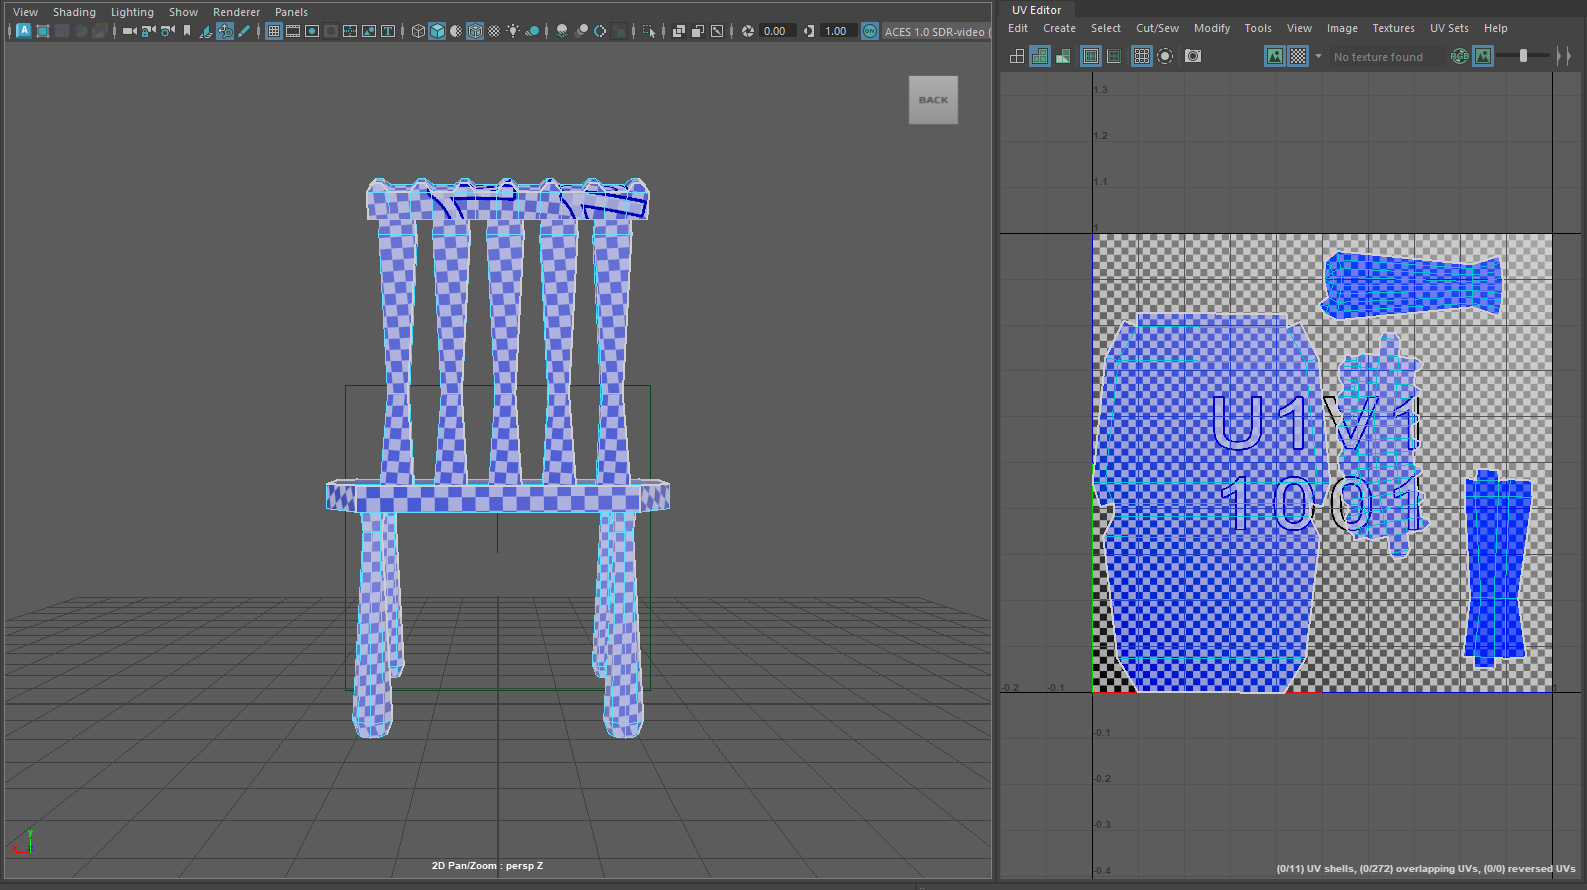 View Shading Lighting Show Renderer Panels
0.00 1.00 ACES 1.0 SDR-video (
BACK
2D Pan/Zoom : persp Z
y
UV Editor
Edit Create Select Cut/Sew Modify Tools View Image Textures UV Sets Help
No texture found
RGB
1.3
1.2
1.1
1
U1V1
1001
-0.2 -0.1 1
-0.1
-0.2
-0.3
-0.4
(0/11) UV shells, (0/272) overlapping UVs, (0/0) reversed UVs